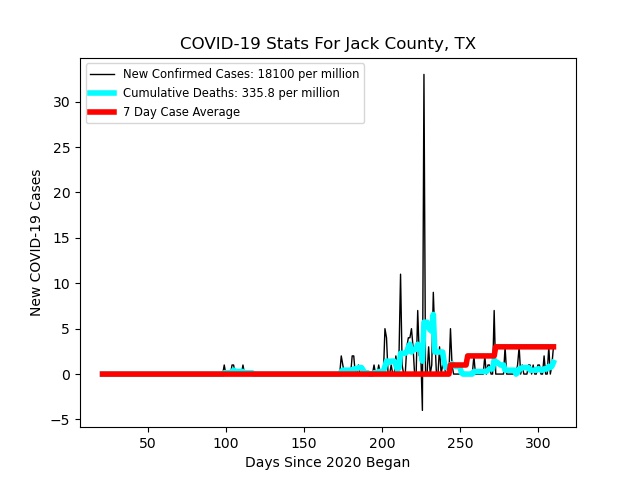 COVID-19 Stats For Jack County, TX
New Confirmed Cases: 18100 per million
Cumulative Deaths: 335.8 per million
7 Day Case Average
New COVID-19 Cases
30
25
20
15
10
5
0
−5
50 100 150 200 250 300
Days Since 2020 Began